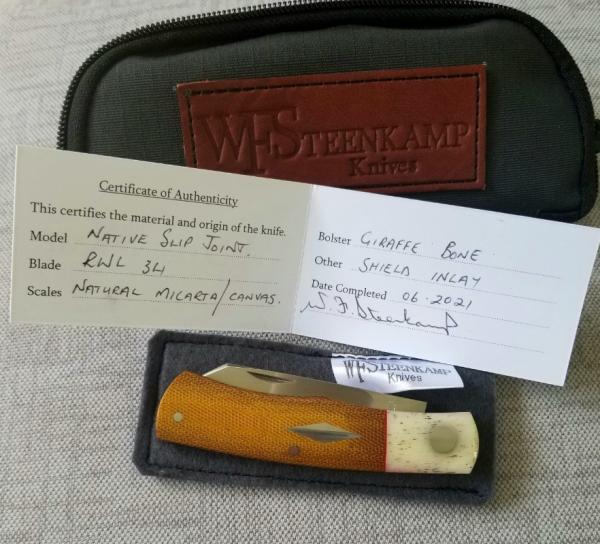 WFSTEENKAMP
Knives
Certificate of Authenticity
This certifies the material and origin of the knife.
Model NATIVE SLIP JOINT.
Blade RWL 34
Scales NATURAL MICARTA/CANVAS.
Bolster GIRAFFE BONE
Other SHIELD INLAY
Date Completed 06.2021
W. F. Steenkamp
WFSTEENKAMP
Knives